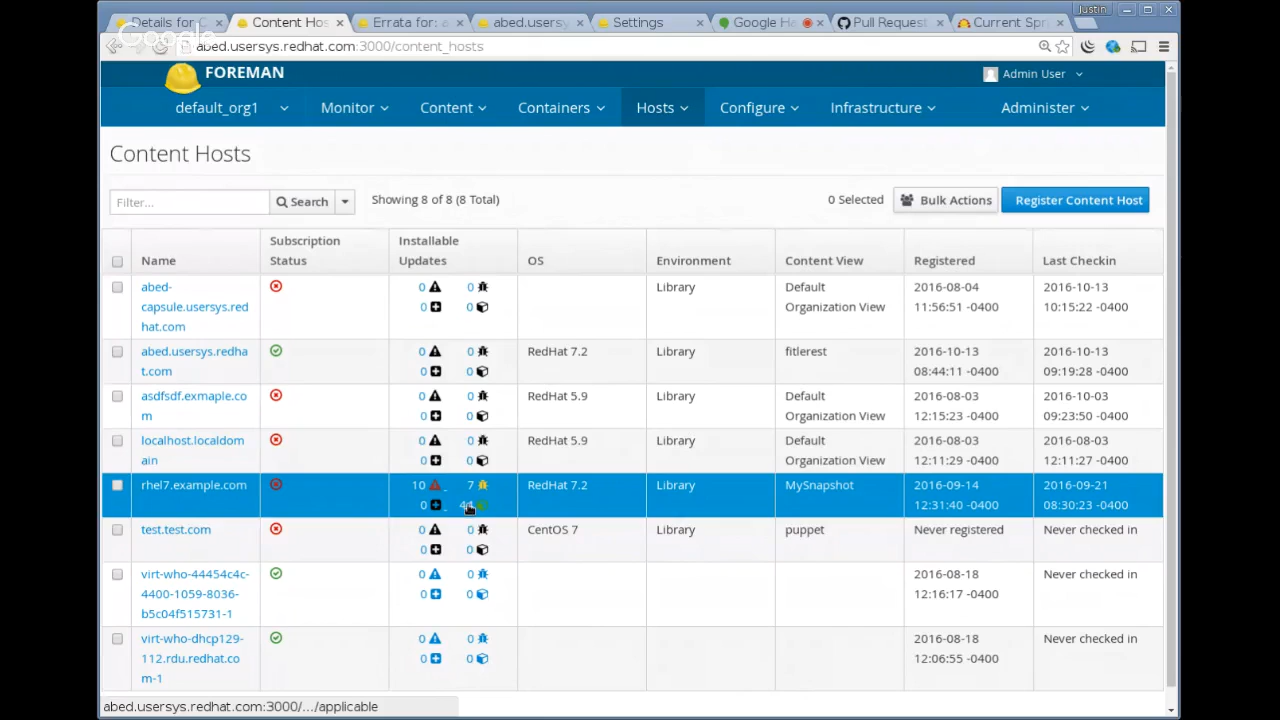 Justin
Details for C
Content Hos
Errata for: a
abed.usersy
Settings
Google Ha
Pull Request
Current Spr
Google
abed.usersys.redhat.com:3000/content_hosts
FOREMAN
Admin User
default_org1
Monitor
Content
Containers
Hosts
Configure
Infrastructure
Administer
Content Hosts
Filter...
Search
Showing 8 of 8 (8 Total)
0 Selected
Bulk Actions
Register Content Host
Name
Subscription
Status
Installable
Updates
OS
Environment
Content View
Registered
Last Checkin
abed-
capsule.usersys.red
hat.com
0 0
0 0
Library
Default
Organization View
2016-08-04
11:56:51 -0400
2016-10-13
10:15:22 -0400
abed.usersys.redha
t.com
0 0
0 0
RedHat 7.2
Library
fitlerest
2016-10-13
08:44:11 -0400
2016-10-13
09:19:28 -0400
asdfsdf.exmaple.co
m
0 0
0 0
RedHat 5.9
Library
Default
Organization View
2016-08-03
12:15:23 -0400
2016-10-03
09:23:50 -0400
localhost.localdom
ain
0 0
0 0
RedHat 5.9
Library
Default
Organization View
2016-08-03
12:11:29 -0400
2016-08-03
12:11:27 -0400
rhel7.example.com
10 7
0
RedHat 7.2
Library
MySnapshot
2016-09-14
12:31:40 -0400
2016-09-21
08:30:23 -0400
test.test.com
0 0
0 0
CentOS 7
Library
puppet
Never registered
Never checked in
virt-who-44454c4c-
4400-1059-8036-
b5c04f515731-1
0 0
0 0
2016-08-18
12:16:17 -0400
Never checked in
virt-who-dhcp129-
112.rdu.redhat.co
m-1
0 0
0 0
2016-08-18
12:06:55 -0400
Never checked in
abed.usersys.redhat.com:3000/.../applicable